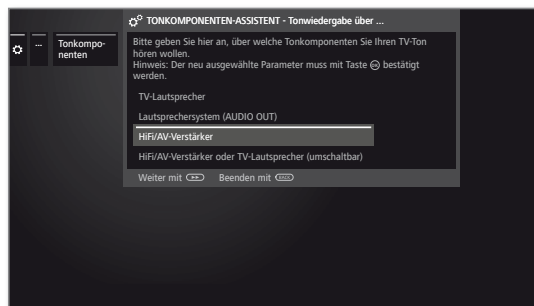 TONKOMPONENTEN-ASSISTENT - Tonwiedergabe über ...
...
Tonkompo-
nenten
Bitte geben Sie hier an, über welche Tonkomponenten Sie Ihren TV-Ton
hören wollen.
Hinweis: Der neu ausgewählte Parameter muss mit Taste OK bestätigt
werden.
TV-Lautsprecher
Lautsprechersystem (AUDIO OUT)
HiFi/AV-Verstärker
HiFi/AV-Verstärker oder TV-Lautsprecher (umschaltbar)
Weiter mit Beenden mit BACK